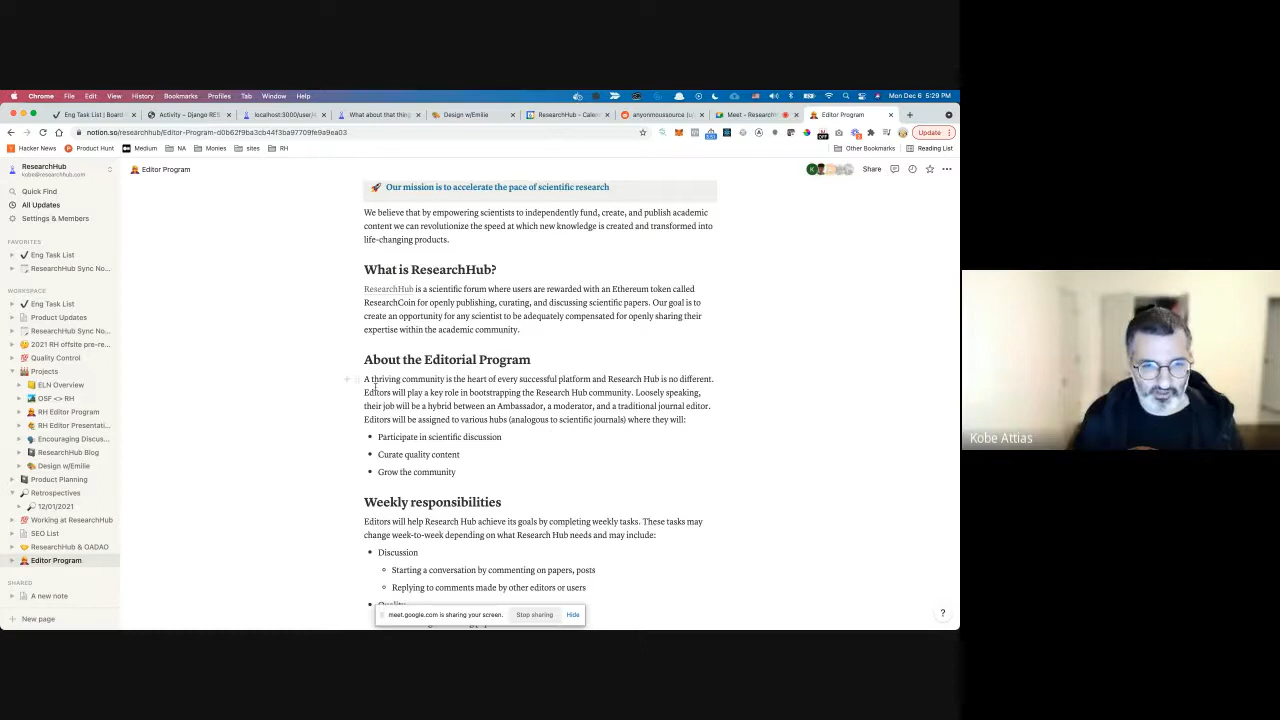 Chrome File Edit View History Bookmarks Profiles Tab Window Help
Mon Dec 6 5:29 PM
Eng Task List | Board
Activity – Django RES
localhost:3000/user/
What about that thing
Design w/Emilie
ResearchHub - Calen
anyonmoussource (u/
Meet - Research
Editor Program
notion.so/researchhub/Editor-Program-d0b62f9ba3cb44f3ba97709fe9a9ea03
Update
Hacker News Product Hunt Medium NA Monies sites RH
Other Bookmarks Reading List
ResearchHub
kobe@researchhub.com
Editor Program
Share
Quick Find
All Updates
Settings & Members
FAVORITES
Eng Task List
ResearchHub Sync No...
WORKSPACE
Eng Task List
Product Updates
ResearchHub Sync No...
2021 RH offsite pre-re...
Quality Control
Projects
ELN Overview
OSF <> RH
RH Editor Program
RH Editor Presentati...
Encouraging Discus...
ResearchHub Blog
Design w/Emilie
Product Planning
Retrospectives
12/01/2021
Working at ResearchHub
SEO List
ResearchHub & OADAO
Editor Program
SHARED
A new note
New page
Our mission is to accelerate the pace of scientific research
We believe that by empowering scientists to independently fund, create, and publish academic
content we can revolutionize the speed at which new knowledge is created and transformed into
life-changing products.
What is ResearchHub?
ResearchHub is a scientific forum where users are rewarded with an Ethereum token called
ResearchCoin for openly publishing, curating, and discussing scientific papers. Our goal is to
create an opportunity for any scientist to be adequately compensated for openly sharing their
expertise within the academic community.
About the Editorial Program
A thriving community is the heart of every successful platform and Research Hub is no different.
Editors will play a key role in bootstrapping the Research Hub community. Loosely speaking,
their job will be a hybrid between an Ambassador, a moderator, and a traditional journal editor.
Editors will be assigned to various hubs (analogous to scientific journals) where they will:
• Participate in scientific discussion
• Curate quality content
• Grow the community
Weekly responsibilities
Editors will help Research Hub achieve its goals by completing weekly tasks. These tasks may
change week-to-week depending on what Research Hub needs and may include:
• Discussion
◦ Starting a conversation by commenting on papers, posts
◦ Replying to comments made by other editors or users
• Quality
meet.google.com is sharing your screen. Stop sharing Hide
?
Kobe Attias